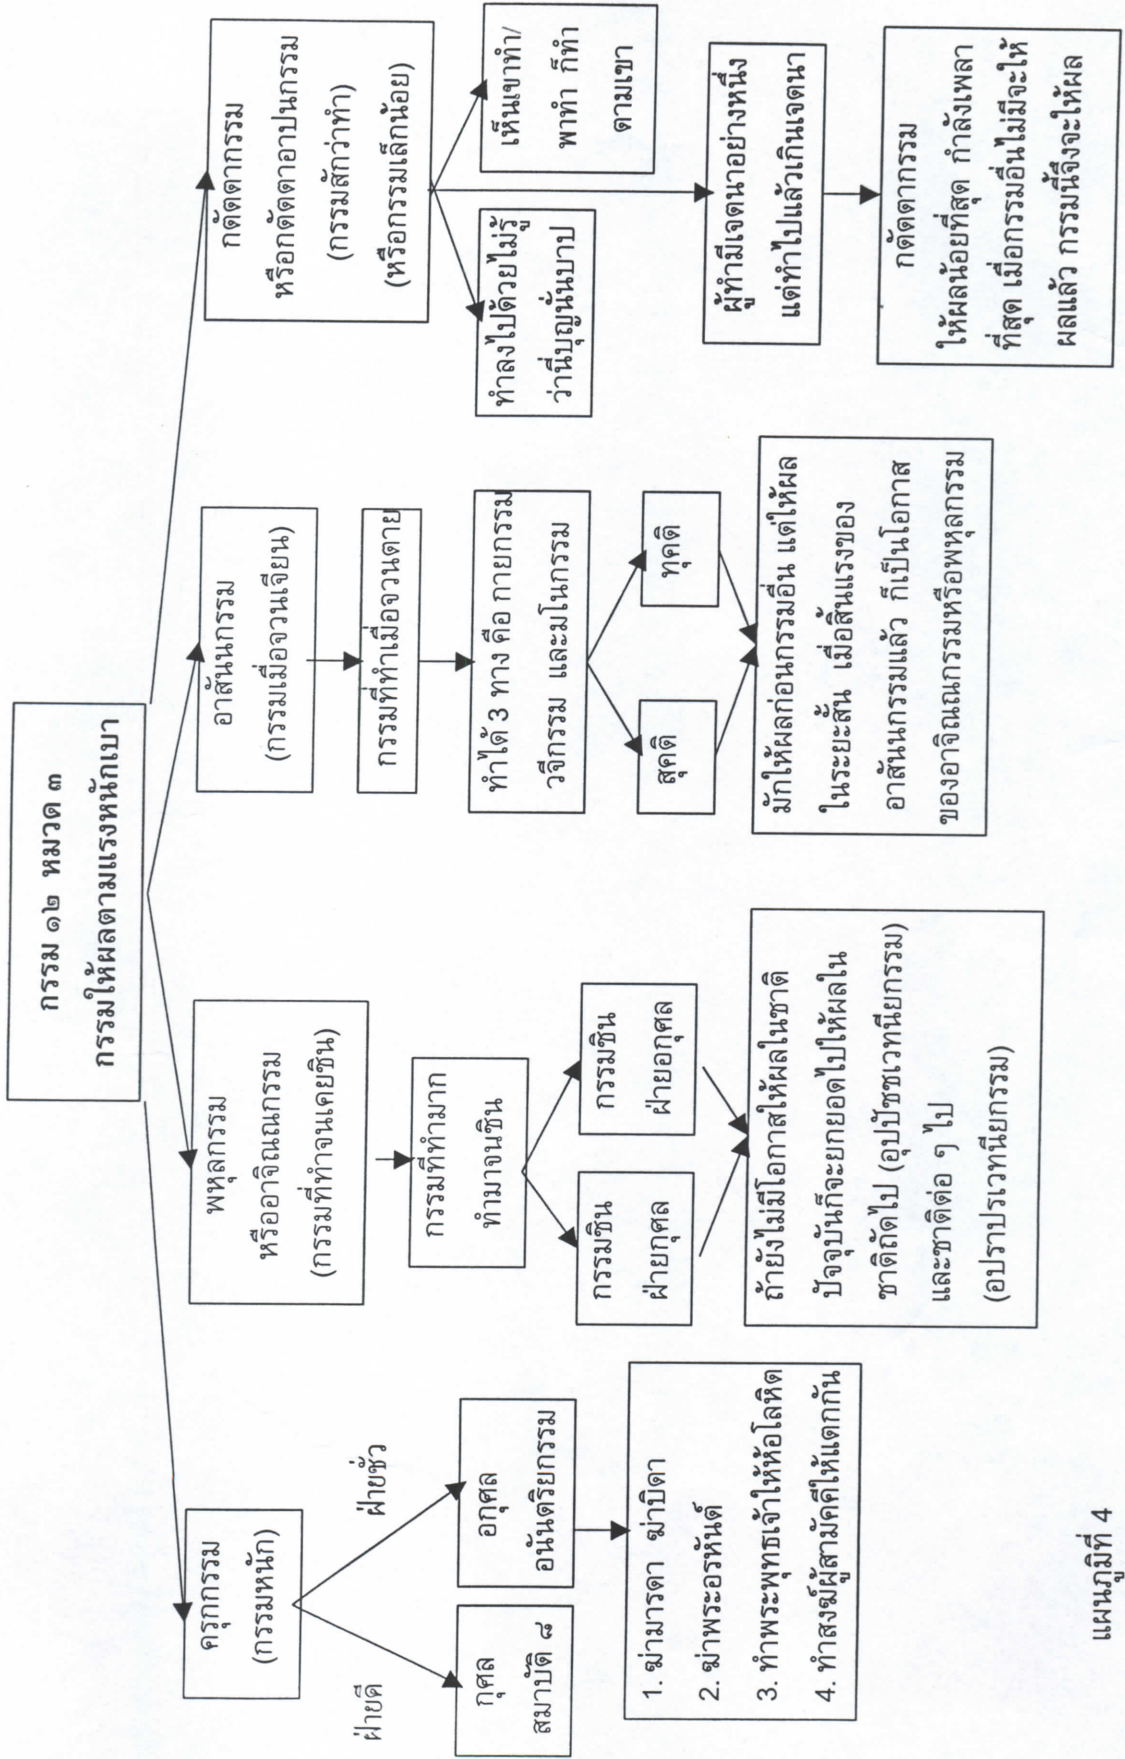 กรรม ๑๒ หมวด ๓
กรรมให้ผลตามแรงหนักเบา
ครุกกรรม
(กรรมหนัก)
ฝ่ายดี
ฝ่ายชั่ว
กุศล
สมาบัติ ๘
อกุศล
อนันตริยกรรม
1. ฆ่ามารดา ฆ่าบิดา
2. ฆ่าพระอรหันต์
3. ทำพระพุทธเจ้าให้ห้อโลหิต
4. ทำสงฆ์ผู้สามัคคีให้แตกกัน
พหุลกรรม
หรืออาจิณณกรรม
(กรรมที่ทำจนเคยชิน)
กรรมที่ทำมาก
ทำมาจนชิน
กรรมชิน
ฝ่ายกุศล
กรรมชิน
ฝ่ายอกุศล
ถ้ายังไม่มีโอกาสให้ผลในชาติ
ปัจจุบันก็จะยกยอดไปให้ผลใน
ชาติถัดไป (อุปปัชชเวทนียกรรม)
และชาติต่อ ๆ ไป
(อปราปรเวทนียกรรม)
อาสันนกรรม
(กรรมเมื่อจวนเจียน)
กรรมที่ทำเมื่อจวนตาย
ทำได้ 3 ทาง คือ กายกรรม
วจีกรรม และมโนกรรม
สุคติ
ทุคติ
มักให้ผลก่อนกรรมอื่น แต่ให้ผล
ในระยะสั้น เมื่อสิ้นแรงของ
อาสันนกรรมแล้ว ก็เป็นโอกาส
ของอาจิณณกรรมหรือพหุลกรรม
กตัตตากรรม
หรือกตัตตาอาปนกรรม
(กรรมสักว่าทำ)
(หรือกรรมเล็กน้อย)
ทำลงไปด้วยไม่รู้
ว่านี่บุญนั่นบาป
เห็นเขาทำ/
พาทำ ก็ทำ
ตามเขา
ผู้ทำมีเจตนาอย่างหนึ่ง
แต่ทำไปแล้วเกินเจตนา
กตัตตากรรม
ให้ผลน้อยที่สุด กำลังเพลา
ที่สุด เมื่อกรรมอื่นไม่มีจะให้
ผลแล้ว กรรมนี้จึงจะให้ผล
แผนภูมิที่ 4